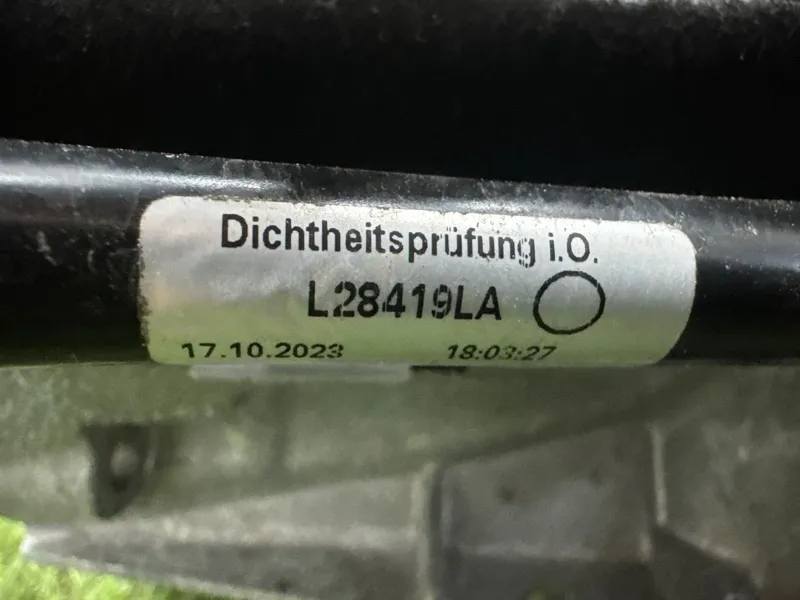 Dichtheitsprüfung i.O.
L28419LA
17.10.2023 18:03:27